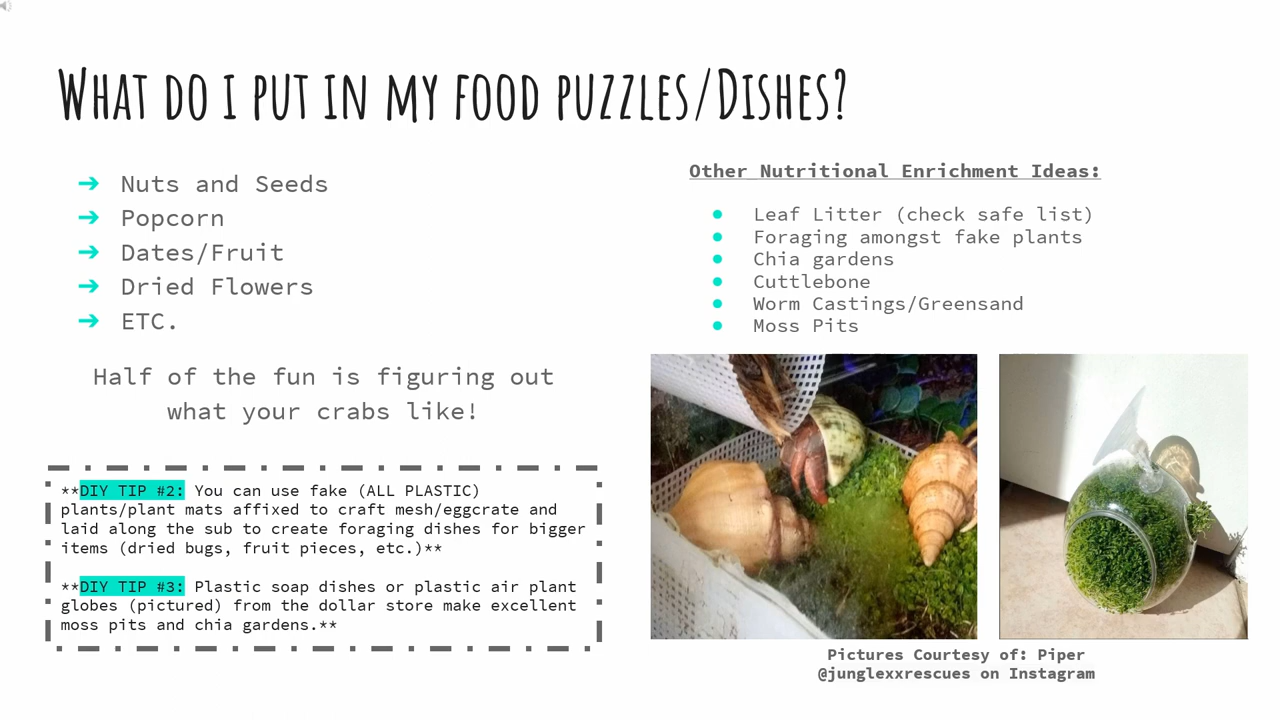 What do i put in my food puzzles/Dishes?
➔ Nuts and Seeds
➔ Popcorn
➔ Dates/Fruit
➔ Dried Flowers
➔ ETC.
Half of the fun is figuring out
what your crabs like!
**DIY TIP #2: You can use fake (ALL PLASTIC)
plants/plant mats affixed to craft mesh/eggcrate and
laid along the sub to create foraging dishes for bigger
items (dried bugs, fruit pieces, etc.)**
**DIY TIP #3: Plastic soap dishes or plastic air plant
globes (pictured) from the dollar store make excellent
moss pits and chia gardens.**
Other Nutritional Enrichment Ideas:
● Leaf Litter (check safe list)
● Foraging amongst fake plants
● Chia gardens
● Cuttlebone
● Worm Castings/Greensand
● Moss Pits
Pictures Courtesy of: Piper
@junglexxrescues on Instagram